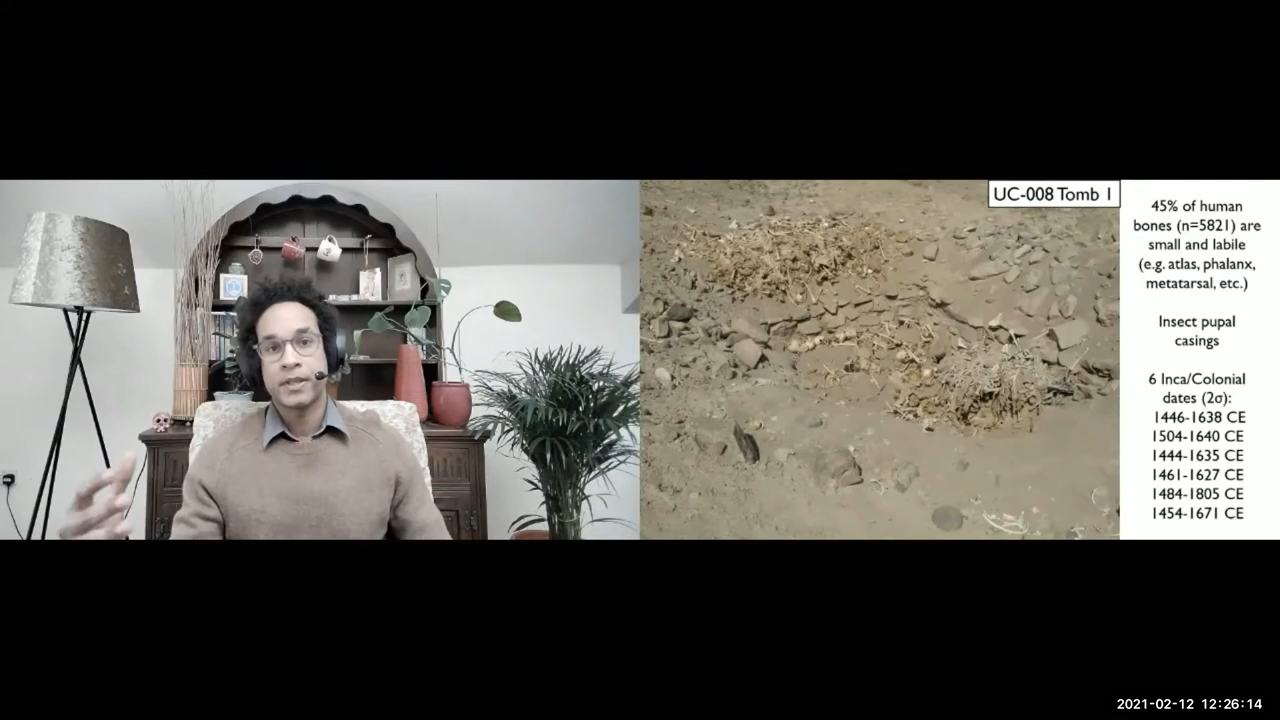 UC-008 Tomb 1
45% of human
bones (n=5821) are
small and labile
(e.g. atlas, phalanx,
metatarsal, etc.)
Insect pupal
casings
6 Inca/Colonial
dates (2σ):
1446-1638 CE
1504-1640 CE
1444-1635 CE
1461-1627 CE
1484-1805 CE
1454-1671 CE
2021-02-12 12:26:14